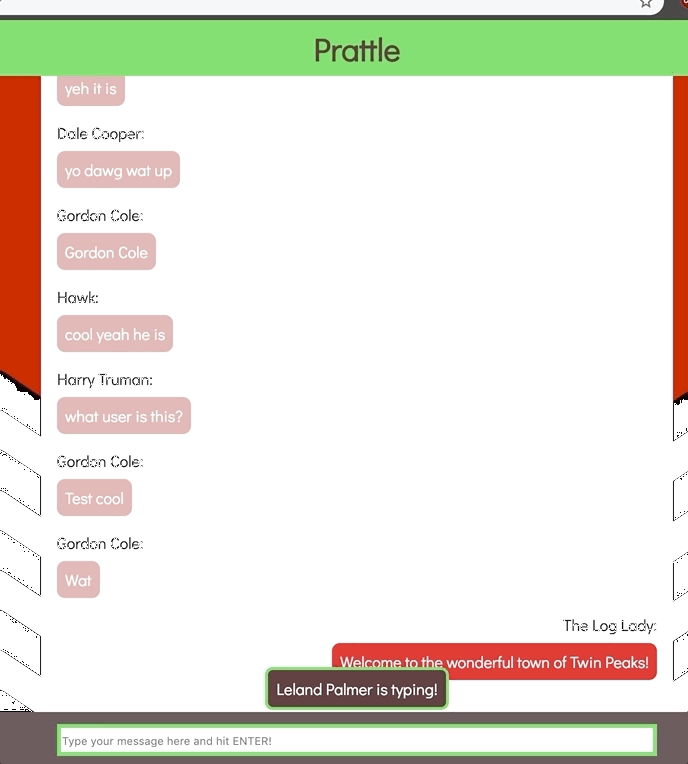 Prattle
yeh it is
Dale Cooper:
yo dawg wat up
Gordon Cole:
Gordon Cole
Hawk:
cool yeah he is
Harry Truman:
what user is this?
Gordon Cole:
Test cool
Gordon Cole:
Wat
The Log Lady:
Welcome to the wonderful town of Twin Peaks!
Leland Palmer is typing!
Type your message here and hit ENTER!